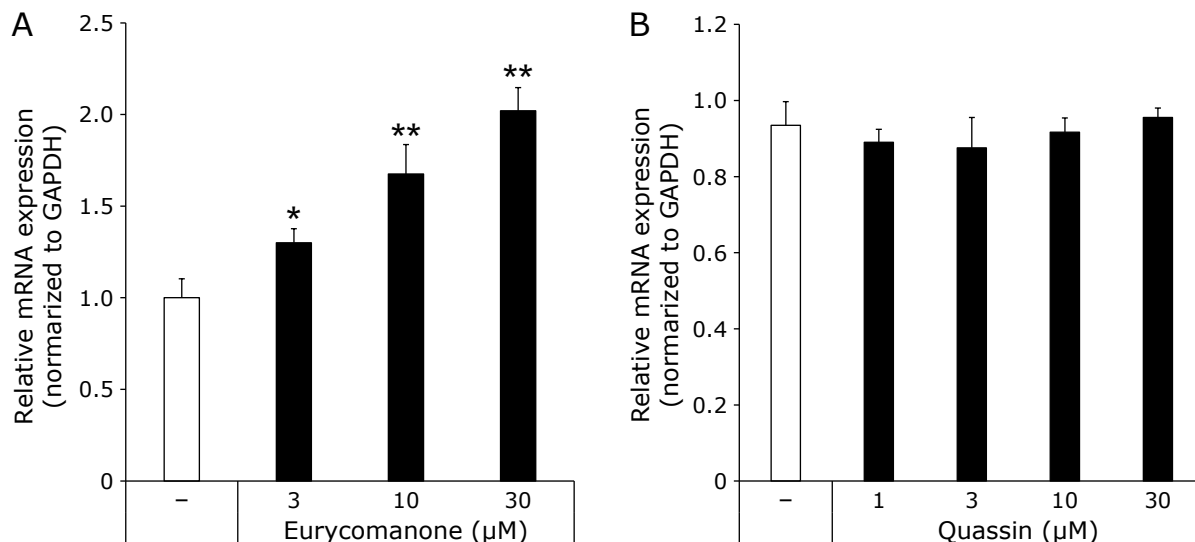 A
Relative mRNA expression
(normarized to GAPDH)
2.5
2.0
1.5
1.0
0.5
0
*
**
**
– 3 10 30
Eurycomanone (µM)
B
Relative mRNA expression
(normarized to GAPDH)
1.2
1.0
0.8
0.6
0.4
0.2
0
– 1 3 10 30
Quassin (µM)